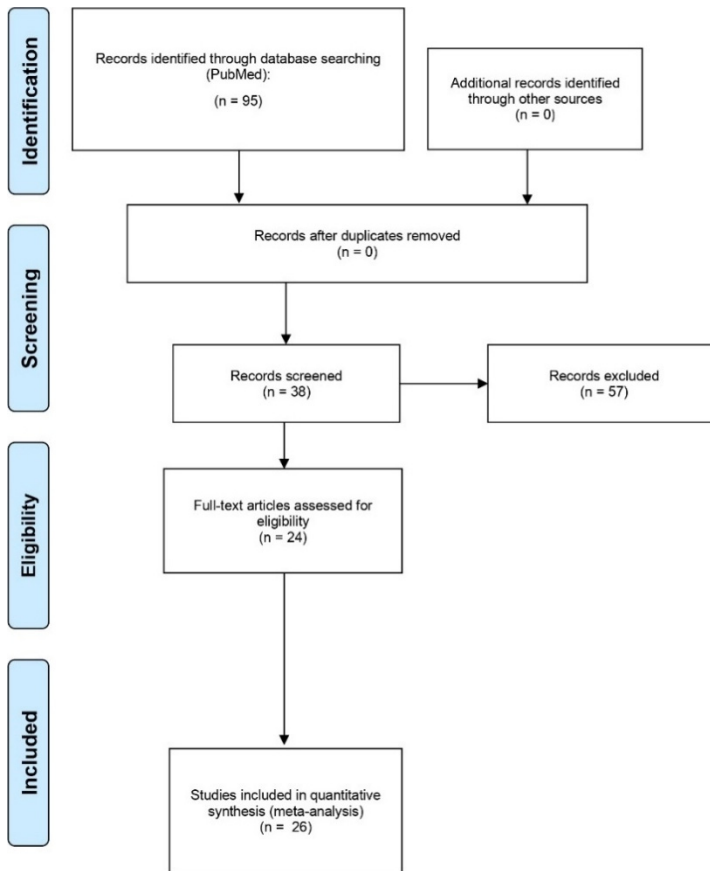 Identification
Records identified through database searching
(PubMed):
(n = 95)
Additional records identified
through other sources
(n = 0)
Screening
Records after duplicates removed
(n = 0)
Records screened
(n = 38)
Records excluded
(n = 57)
Eligibility
Full-text articles assessed for
eligibility
(n = 24)
Included
Studies included in quantitative
synthesis (meta-analysis)
(n = 26)